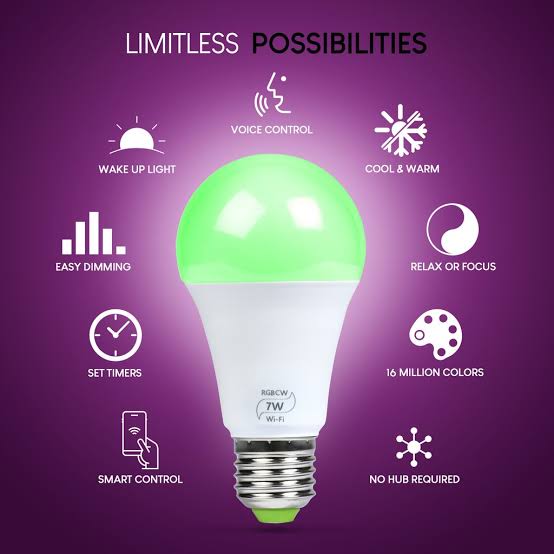 LIMITLESS POSSIBILITIES
VOICE CONTROL
WAKE UP LIGHT
COOL & WARM
EASY DIMMING
RELAX OR FOCUS
SET TIMERS
16 MILLION COLORS
RGBCW
7W
Wi-Fi
SMART CONTROL
NO HUB REQUIRED